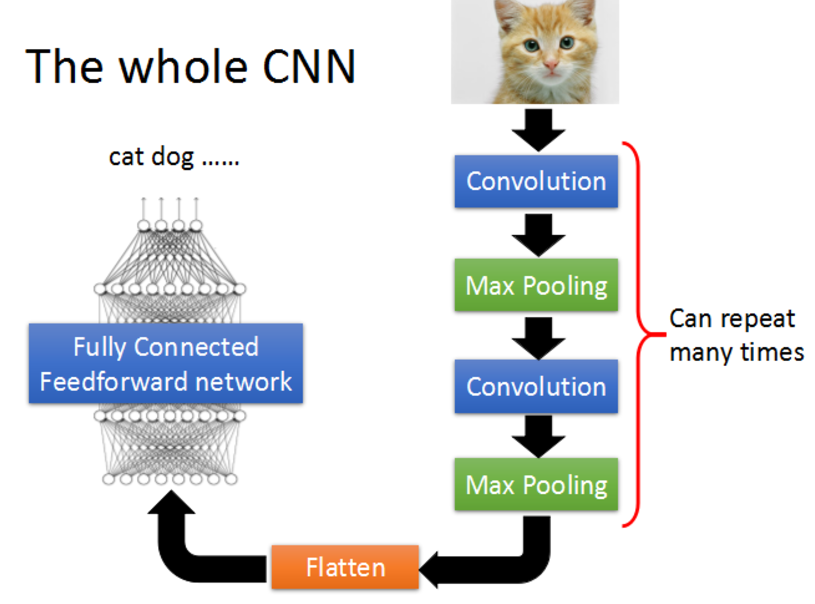 The whole CNN
cat dog ......
Convolution
Max Pooling
Can repeat
many times
Convolution
Max Pooling
Flatten
Fully Connected
Feedforward network